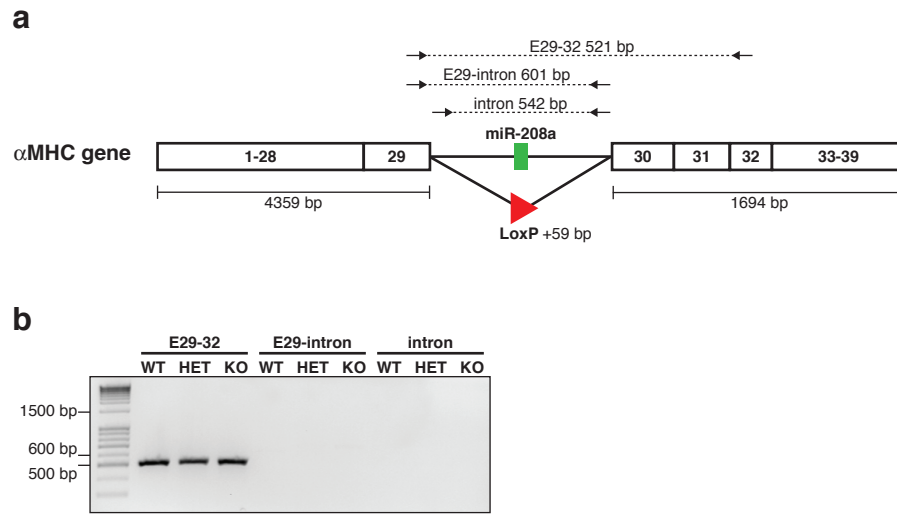 a
E29-32 521 bp
E29-intron 601 bp
intron 542 bp
miR-208a
αMHC gene
1-28 29 30 31 32 33-39
4359 bp 1694 bp
LoxP +59 bp
b
E29-32 E29-intron intron
WT HET KO WT HET KO WT HET KO
1500 bp
600 bp
500 bp